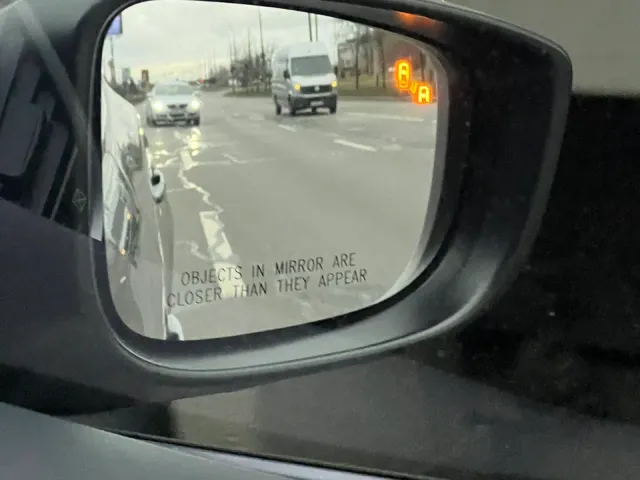 OBJECTS IN MIRROR ARE
CLOSER THAN THEY APPEAR